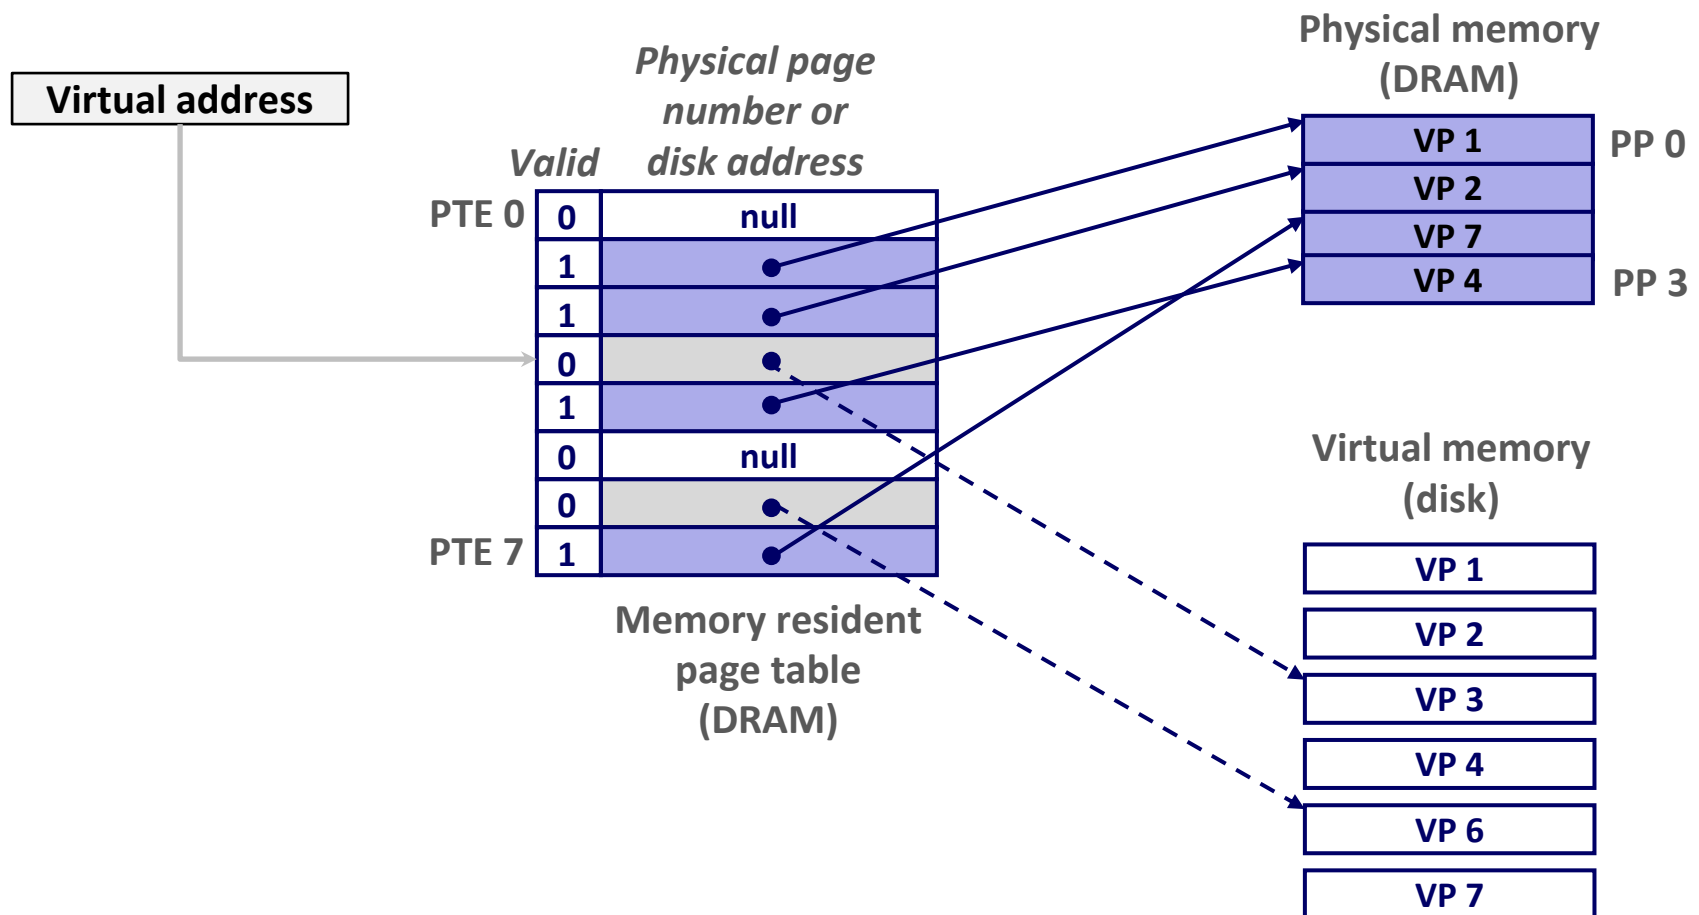 Virtual address
Physical page
number or
disk address
Valid
PTE 0
0 null
1
1
0
1
0 null
0
PTE 7 1
Memory resident
page table
(DRAM)
Physical memory
(DRAM)
VP 1 PP 0
VP 2
VP 7
VP 4 PP 3
Virtual memory
(disk)
VP 1
VP 2
VP 3
VP 4
VP 6
VP 7